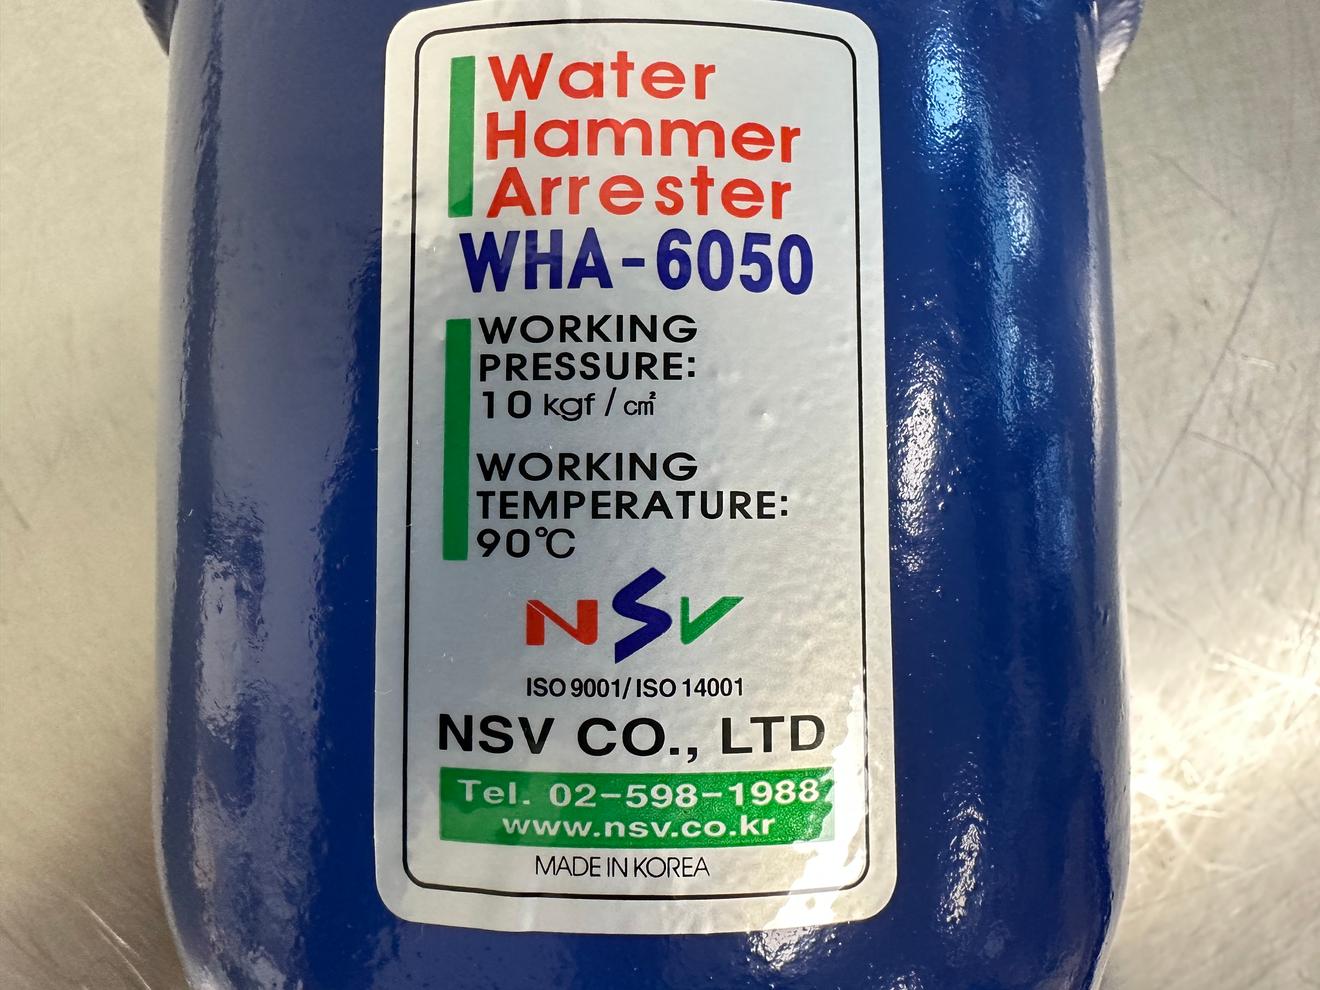 Water
Hammer
Arrester
WHA-6050
WORKING
PRESSURE:
10 kgf / ㎠
WORKING
TEMPERATURE:
90℃
NSV
ISO 9001/ ISO 14001
NSV CO., LTD
Tel. 02-598-1988
www.nsv.co.kr
MADE IN KOREA